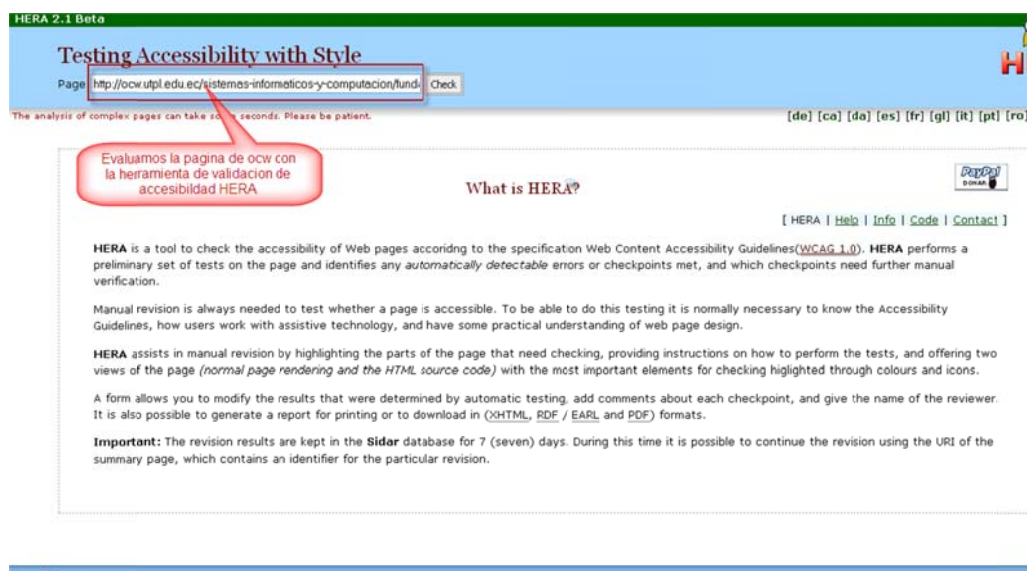 HERA 2.1 Beta
Testing Accessibility with Style
Page http://ocw.utpl.edu.ec/sistemas-informaticos-y-computacion/fund Check
The analysis of complex pages can take some seconds. Please be patient.
[de] [ca] [da] [es] [fr] [gl] [it] [pt] [ro]
H
Evaluamos la pagina de ocw con
la herramienta de validacion de
accesibildad HERA
What is HERA?
PayPal
DONAR
[ HERA | Help | Info | Code | Contact ]
HERA is a tool to check the accessibility of Web pages accoridng to the specification Web Content Accessibility Guidelines(WCAG 1.0). HERA performs a
preliminary set of tests on the page and identifies any automatically detectable errors or checkpoints met, and which checkpoints need further manual
verification.
Manual revision is always needed to test whether a page is accessible. To be able to do this testing it is normally necessary to know the Accessibility
Guidelines, how users work with assistive technology, and have some practical understanding of web page design.
HERA assists in manual revision by highlighting the parts of the page that need checking, providing instructions on how to perform the tests, and offering two
views of the page (normal page rendering and the HTML source code) with the most important elements for checking higlighted through colours and icons.
A form allows you to modify the results that were determined by automatic testing, add comments about each checkpoint, and give the name of the reviewer.
It is also possible to generate a report for printing or to download in (XHTML, RDF / EARL and PDF) formats.
Important: The revision results are kept in the Sidar database for 7 (seven) days. During this time it is possible to continue the revision using the URI of the
summary page, which contains an identifier for the particular revision.